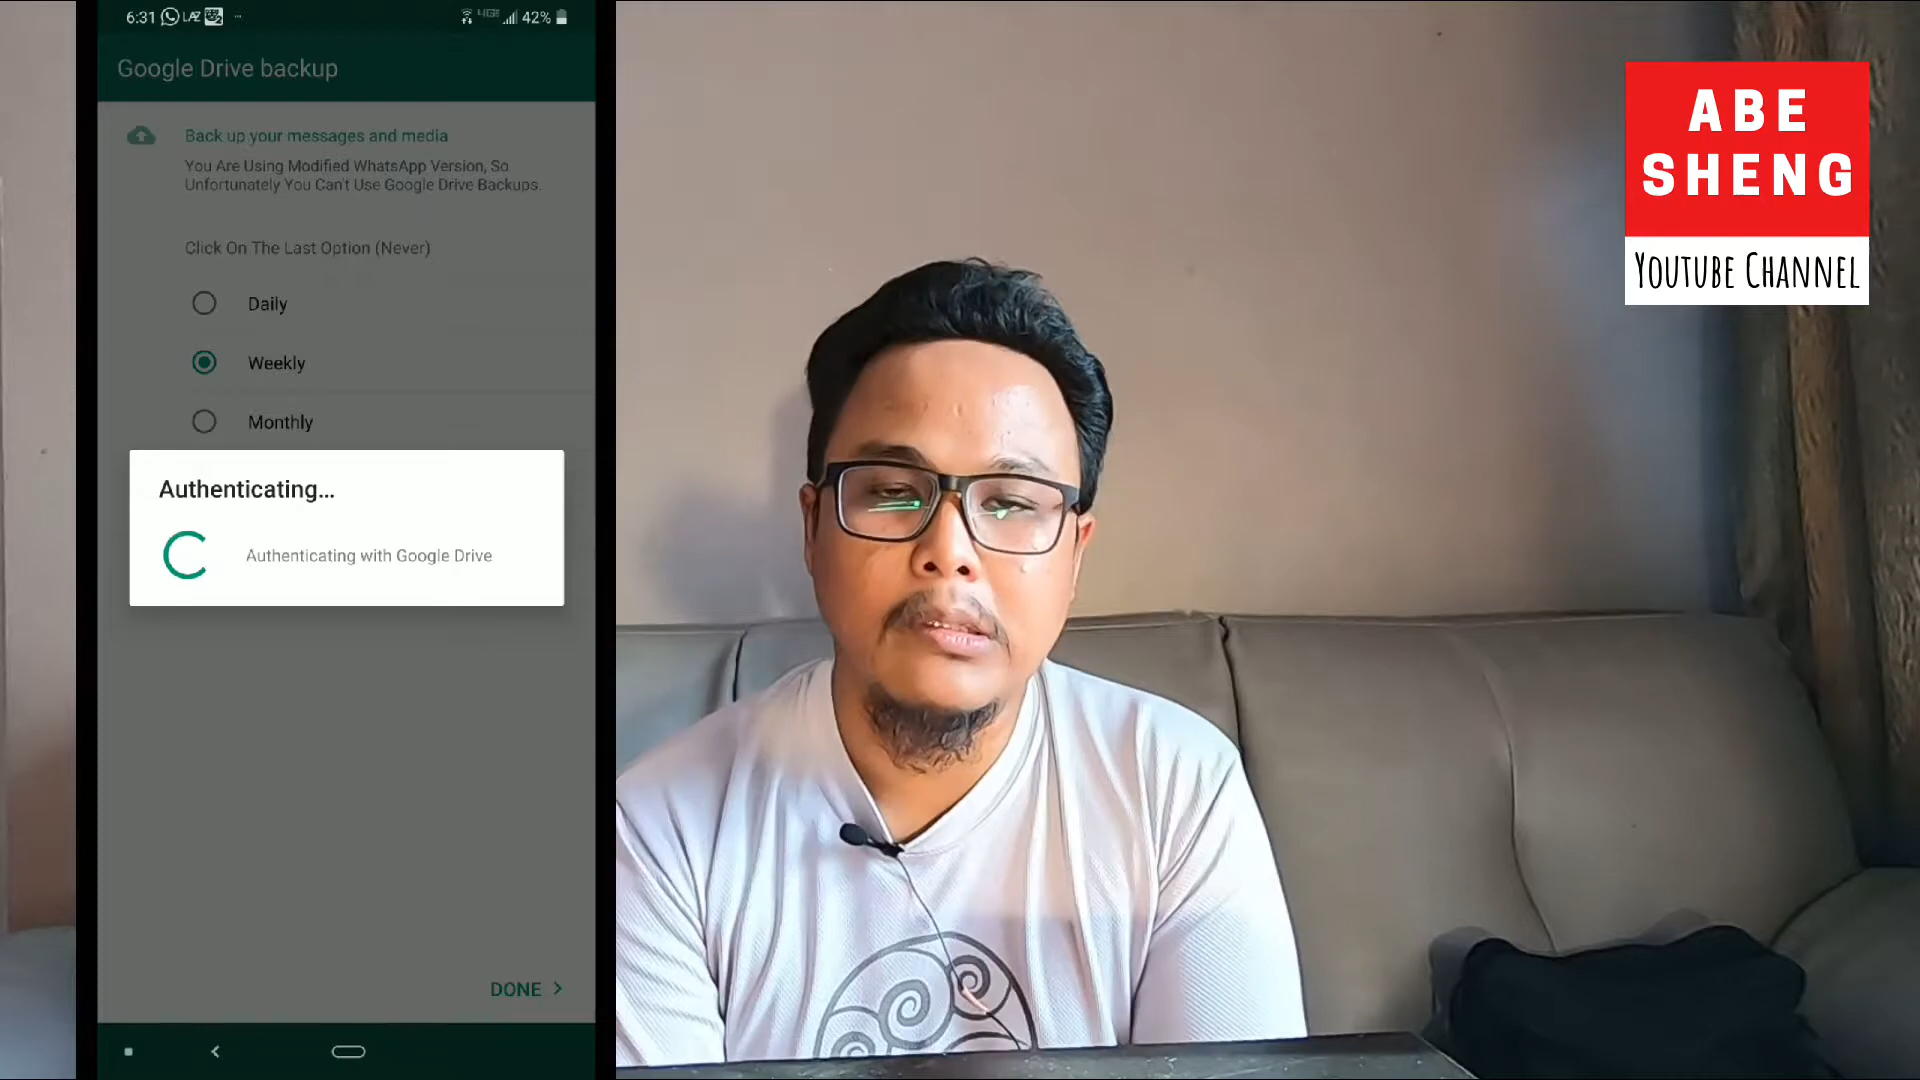 6:31
LAZ
42%
Google Drive backup
Back up your messages and media
You Are Using Modified WhatsApp Version, So
Unfortunately You Can't Use Google Drive Backups.
Click On The Last Option (Never)
Daily
Weekly
Monthly
Authenticating...
Authenticating with Google Drive
DONE
ABE
SHENG
YOUTUBE CHANNEL